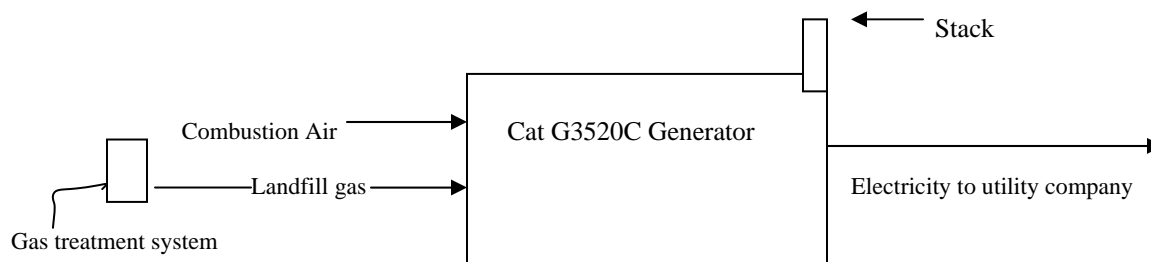 Stack
Cat G3520C Generator
Combustion Air
Landfill gas
Electricity to utility company
Gas treatment system